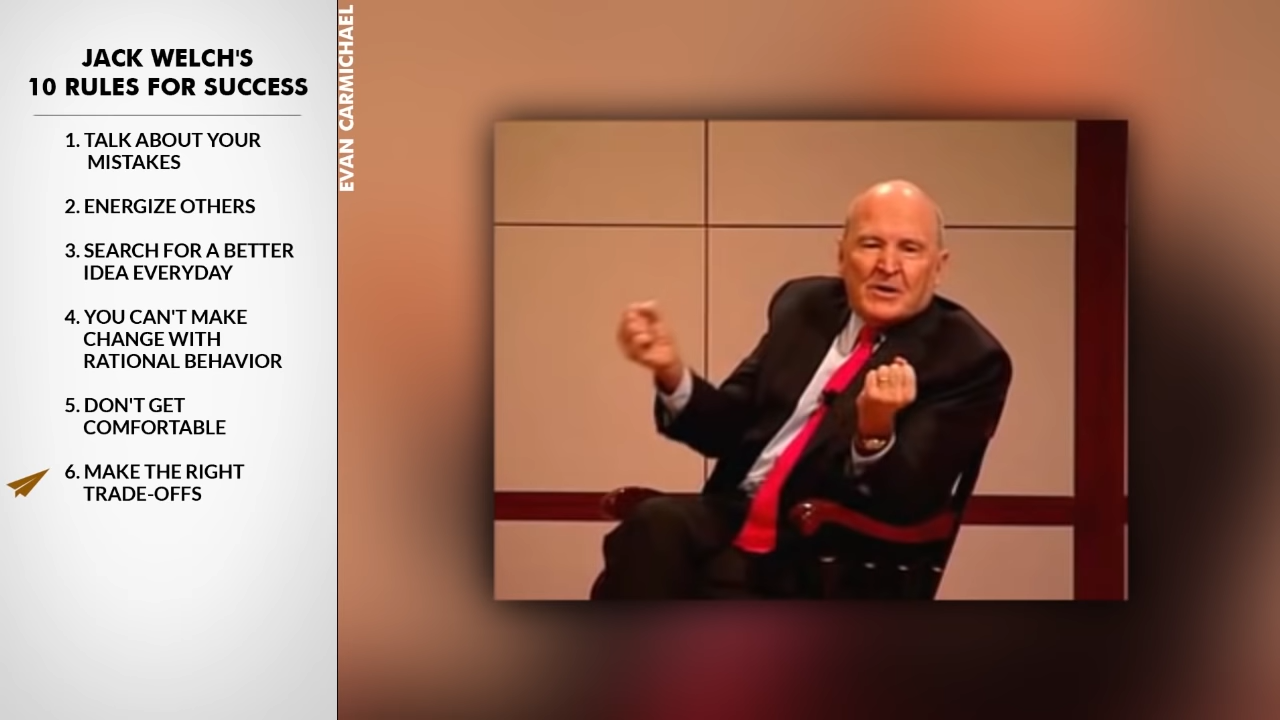 JACK WELCH'S
10 RULES FOR SUCCESS
1. TALK ABOUT YOUR
MISTAKES
2. ENERGIZE OTHERS
3. SEARCH FOR A BETTER
IDEA EVERYDAY
4. YOU CAN'T MAKE
CHANGE WITH
RATIONAL BEHAVIOR
5. DON'T GET
COMFORTABLE
6. MAKE THE RIGHT
TRADE-OFFS
EVAN CARMICHAEL